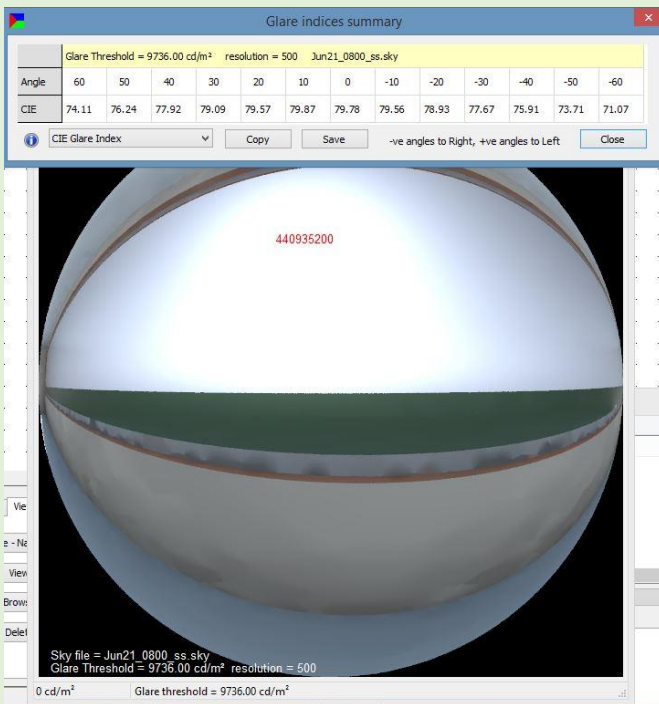 Glare indices summary
Glare Threshold = 9736.00 cd/m² resolution = 500 Jun21_0800_ss.sky
Angle 60 50 40 30 20 10 0 -10 -20 -30 -40 -50 -60
CIE 74.11 76.24 77.92 79.09 79.57 79.87 79.78 79.56 78.93 77.67 75.91 73.71 71.07
CIE Glare Index Copy Save -ve angles to Right, +ve angles to Left Close
440935200
Vie
e - Na
View
Brows
Delet
Sky file = Jun21_0800_ss.sky
Glare Threshold = 9736.00 cd/m² resolution = 500
0 cd/m² Glare threshold = 9736.00 cd/m²